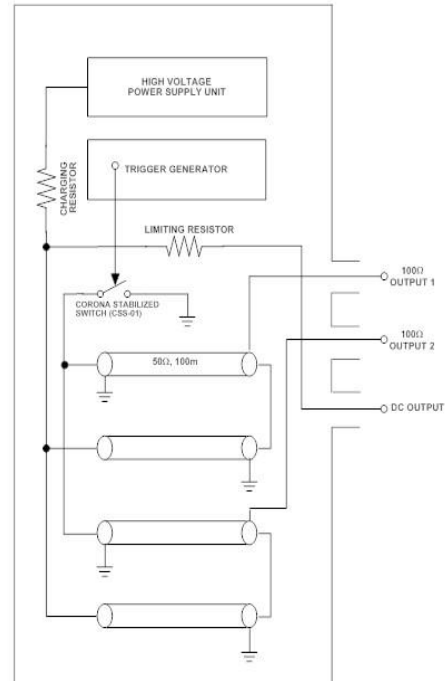 HIGH VOLTAGE
POWER SUPPLY UNIT
TRIGGER GENERATOR
CHARGING
RESISTOR
LIMITING RESISTOR
CORONA STABILIZED
SWITCH (CSS-01)
100Ω
OUTPUT 1
100Ω
OUTPUT 2
50Ω, 100m
DC OUTPUT